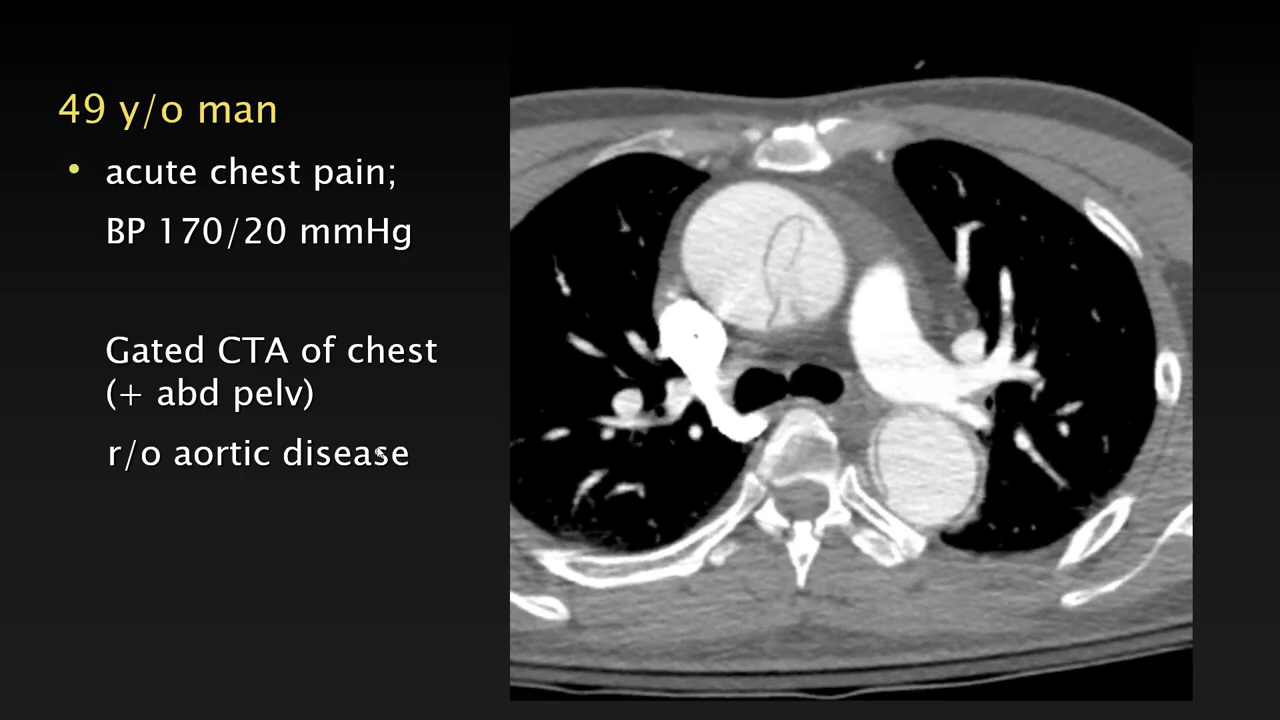 49 y/o man
• acute chest pain;
BP 170/20 mmHg
Gated CTA of chest
(+ abd pelv)
r/o aortic disease